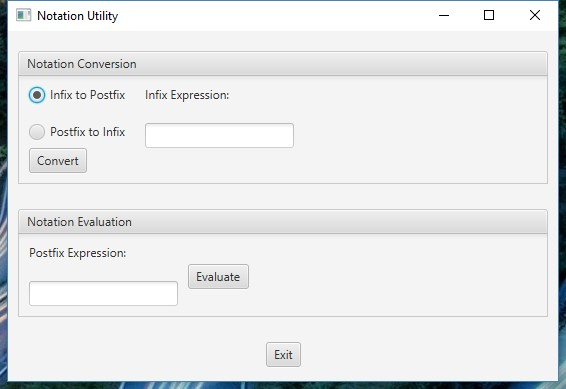 Notation Utility
Notation Conversion
Infix to Postfix
Infix Expression:
Postfix to Infix
Convert
Notation Evaluation
Postfix Expression:
Evaluate
Exit